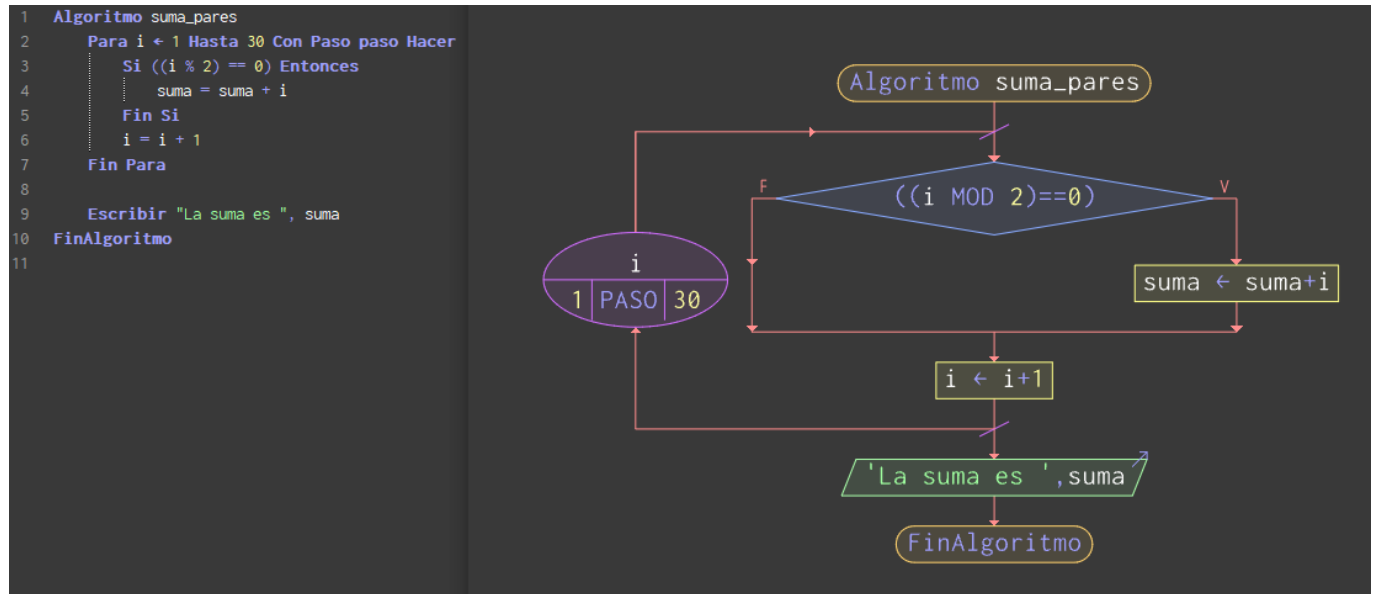 1 Algoritmo suma_pares
2 Para i ← 1 Hasta 30 Con Paso paso Hacer
3 Si ((i % 2) == 0) Entonces
4 suma = suma + i
5 Fin Si
6 i = i + 1
7 Fin Para
8
9 Escribir "La suma es ", suma
10 FinAlgoritmo
11
Algoritmo suma_pares
F
((i MOD 2)==0)
V
i
1 PASO 30
suma ← suma+i
i ← i+1
'La suma es ',suma
FinAlgoritmo